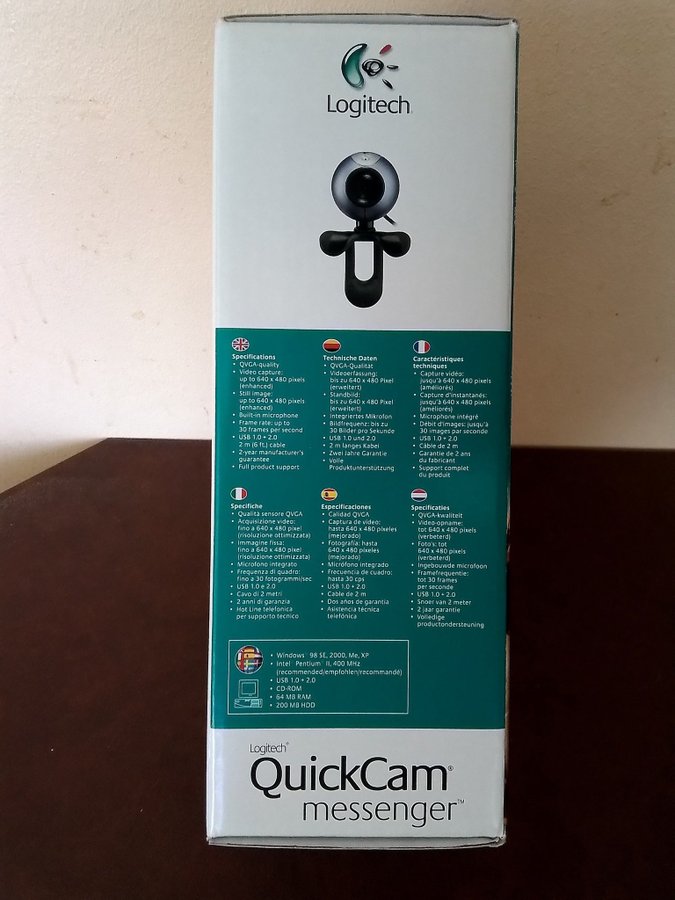 Logitech
Specifications
• QVGA-quality
• Video capture:
up to 640 x 480 pixels
(enhanced)
• Still image:
up to 640 x 480 pixels
(enhanced)
• Built-in microphone
• Frame rate: up to
30 frames per second
• USB 1.0 + 2.0
2 m (6 ft.) cable
• 2-year manufacturer's
guarantee
• Full product support
Technische Daten
• QVGA-Qualität
• Videoerfassung:
bis zu 640 x 480 Pixel
(erweitert)
• Standbild:
bis zu 640 x 480 Pixel
(erweitert)
• Integriertes Mikrofon
• Bildfrequenz: bis zu
30 Bilder pro Sekunde
• USB 1.0 und 2.0
• 2 m langes Kabel
• Zwei Jahre Garantie
• Volle
Produktunterstützung
Caractéristiques
techniques
• Capture vidéo:
jusqu'à 640 x 480 pixels
(améliorés)
• Capture d'instantanés:
jusqu'à 640 x 480 pixels
(améliorés)
• Microphone intégré
• Débit d'images: jusqu'à
30 images par seconde
• USB 1.0 + 2.0
• Câble de 2 m
• Garantie de 2 ans
du fabricant
• Support complet
du produit
Specifiche
• Qualità sensore QVGA
• Acquisizione video:
fino a 640 x 480 pixel
(risoluzione ottimizzata)
• Immagine fissa:
fino a 640 x 480 pixel
(risoluzione ottimizzata)
• Microfono integrato
• Frequenza di quadro:
fino a 30 fotogrammi/sec
• USB 1.0 e 2.0
• Cavo di 2 metri
• 2 anni di garanzia
• Hot Line telefonica
per supporto tecnico
Especificaciones
• Calidad QVGA
• Captura de vídeo:
hasta 640 x 480 píxeles
(mejorado)
• Fotografía: hasta
640 x 480 píxeles
(mejorado)
• Micrófono integrado
• Frecuencia de cuadro:
hasta 30 cps
• USB 1.0 + 2.0
• Cable de 2 m
• Dos años de garantía
• Asistencia técnica
telefónica
Specificaties
• QVGA-kwaliteit
• Video-opname:
tot 640 x 480 pixels
(verbeterd)
• Foto's: tot
640 x 480 pixels
(verbeterd)
• Ingebouwde microfoon
• Framefrequentie:
tot 30 frames
per seconde
• USB 1.0 + 2.0
• Snoer van 2 meter
• 2 jaar garantie
• Volledige
productondersteuning
• Windows® 98 SE, 2000, Me, XP
• Intel® Pentium® II, 400 MHz
(recommended/empfohlen/recommandé)
• USB 1.0 + 2.0
• CD-ROM
• 64 MB RAM
• 200 MB HDD
Logitech®
QuickCam®
messenger™